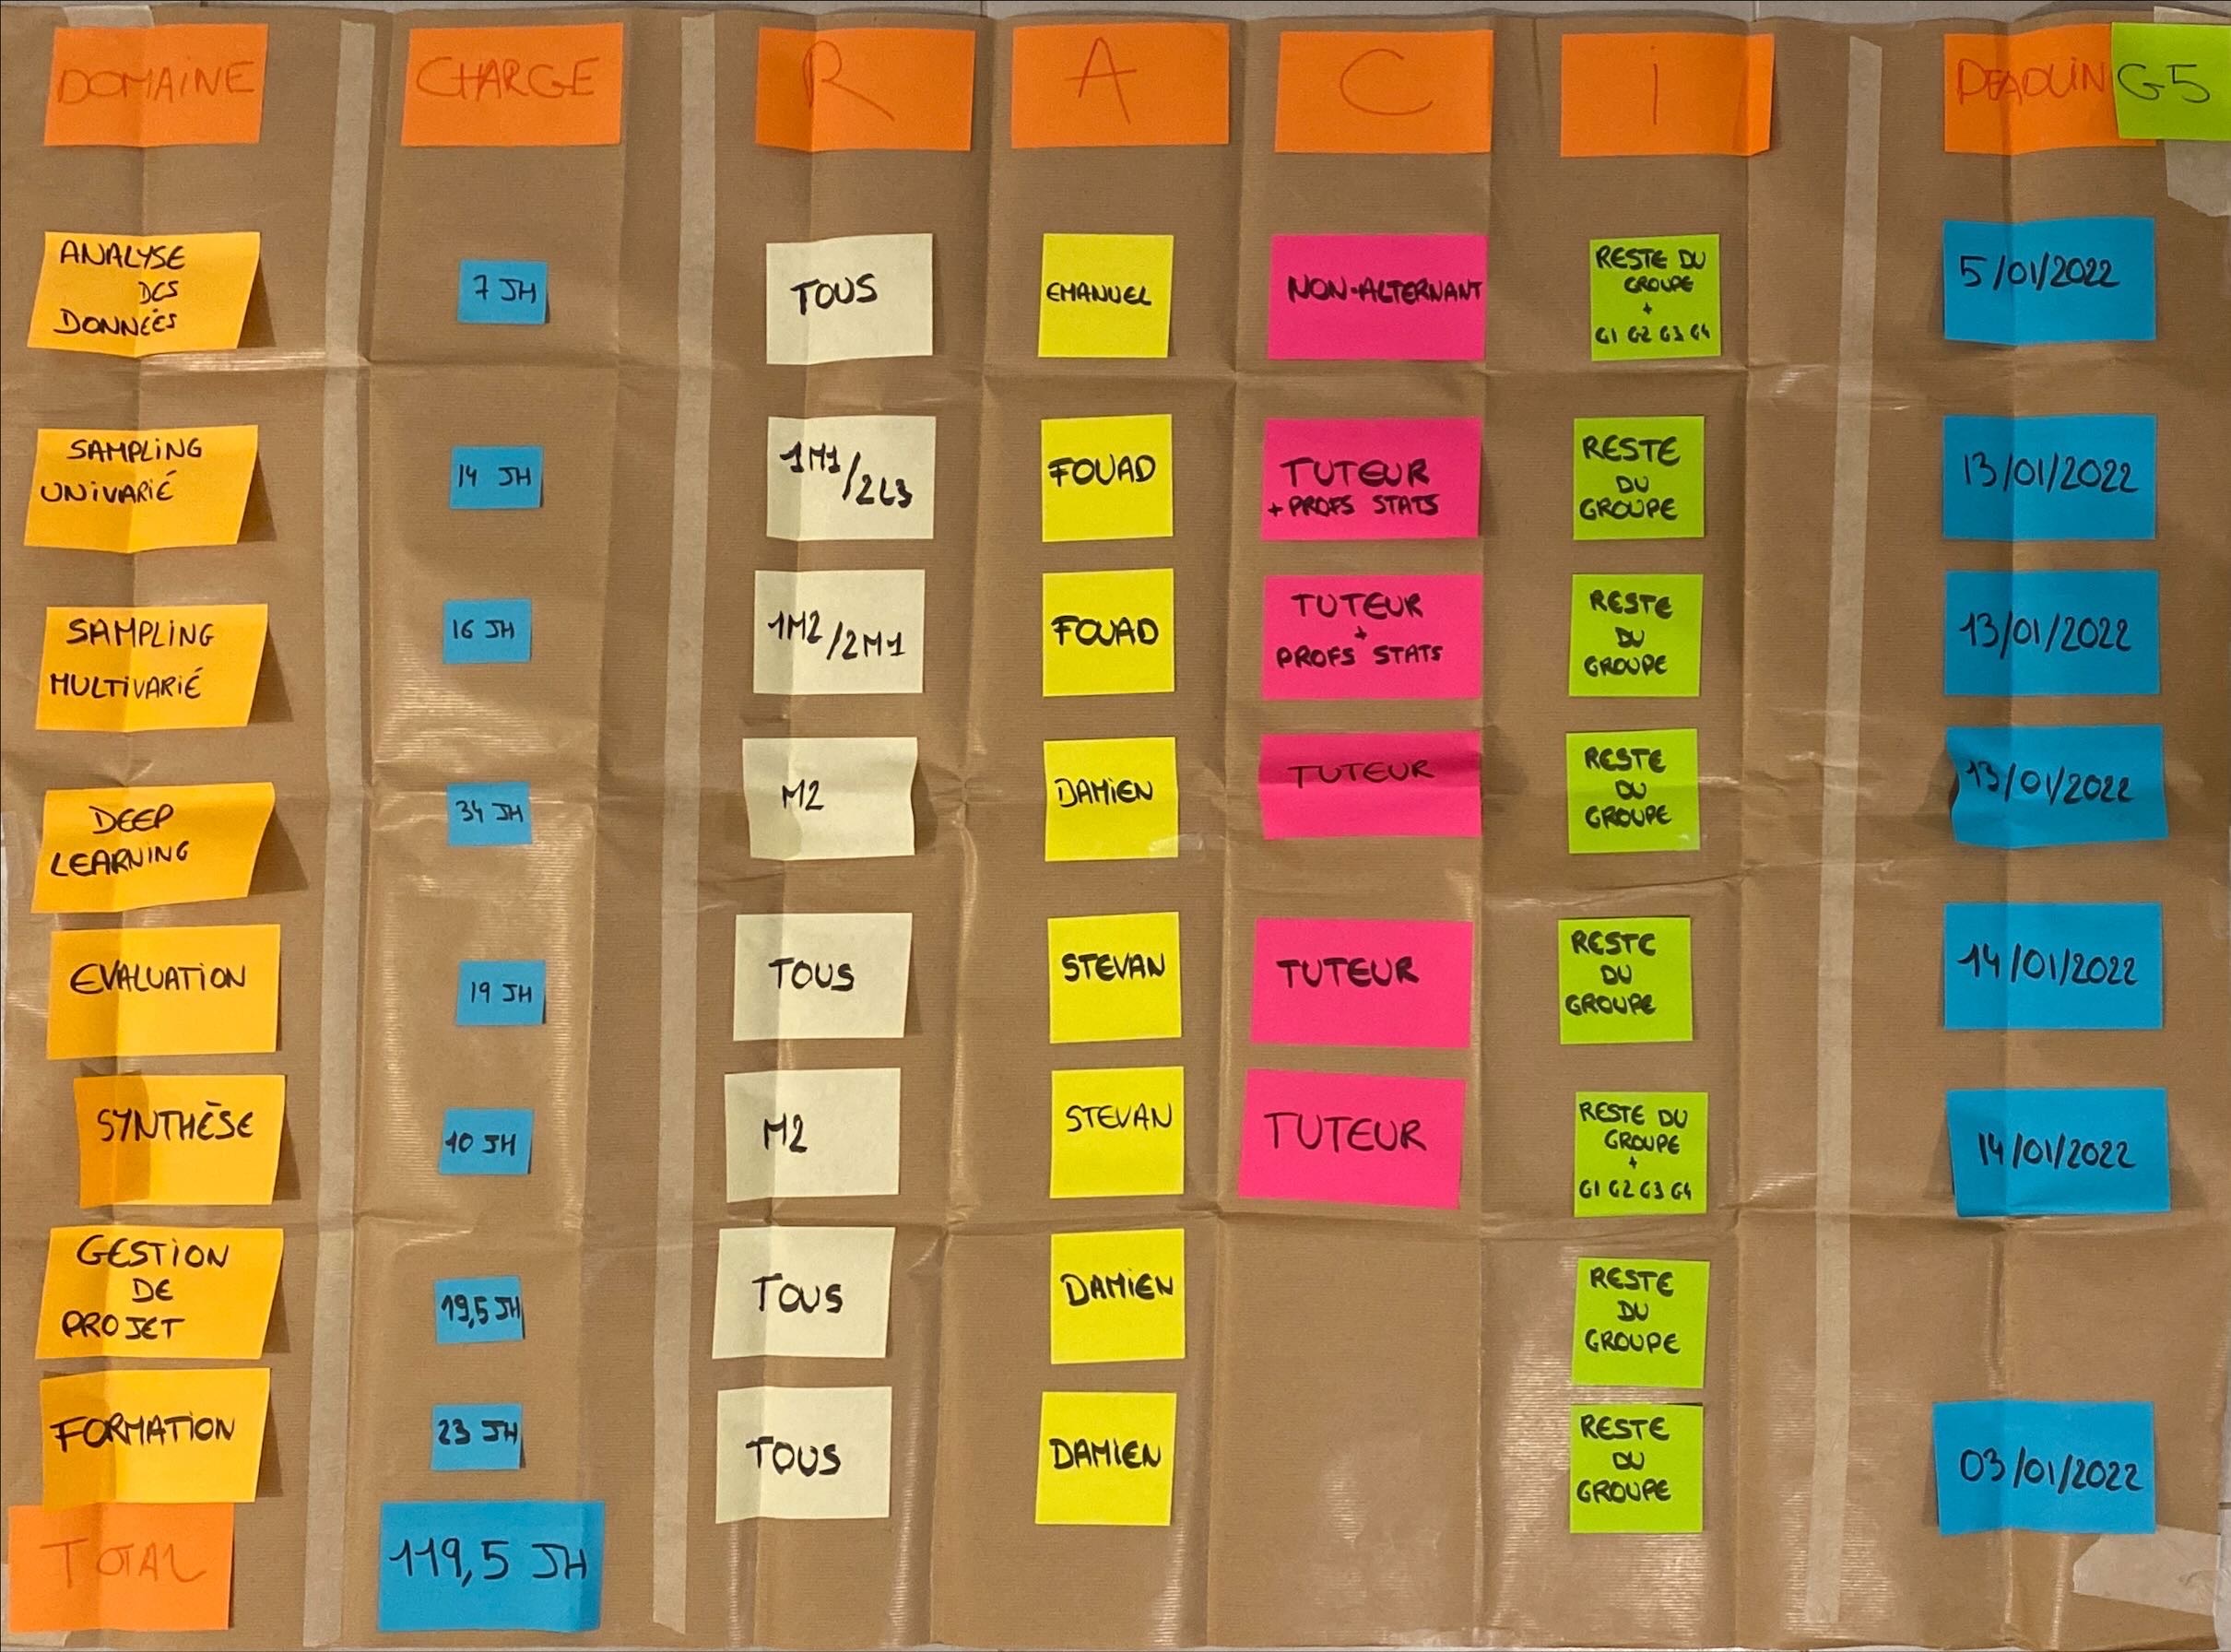 DOMAINE
CHARGE
R
A
C
i
DEADLiN
G5
ANALYSE
DES
DONNÉES
7 JH
TOUS
EMANUEL
NON-ALTERNANT
RESTE DU
GROUPE
+
G1 G2 G3 G4
5/01/2022
SAMPLiNG
UNiVARIÉ
14 JH
1M1/2L3
FOUAD
TUTEUR
+ PROFS STATS
RESTE
DU
GROUPE
13/01/2022
SAMPLiNG
MULTiVARIÉ
16 JH
1M2/2M1
FOUAD
TUTEUR
+
PROFS STATS
RESTE
DU
GROUPE
13/01/2022
DEEP
LEARNiNG
34 JH
M2
DAMiEN
TUTEUR
RESTE
DU
GROUPE
13/01/2022
EVALUATiON
19 JH
TOUS
STEVAN
TUTEUR
RESTE
DU
GROUPE
14/01/2022
SYNTHÈSE
10 JH
M2
STEVAN
TUTEUR
RESTE DU
GROUPE
+
G1 G2 G3 G4
14/01/2022
GESTiON
DE
PROJET
19,5 JH
TOUS
DAMiEN
RESTE
DU
GROUPE
FORMATiON
23 JH
TOUS
DAMiEN
RESTE
DU
GROUPE
03/01/2022
TOTAL
119,5 JH